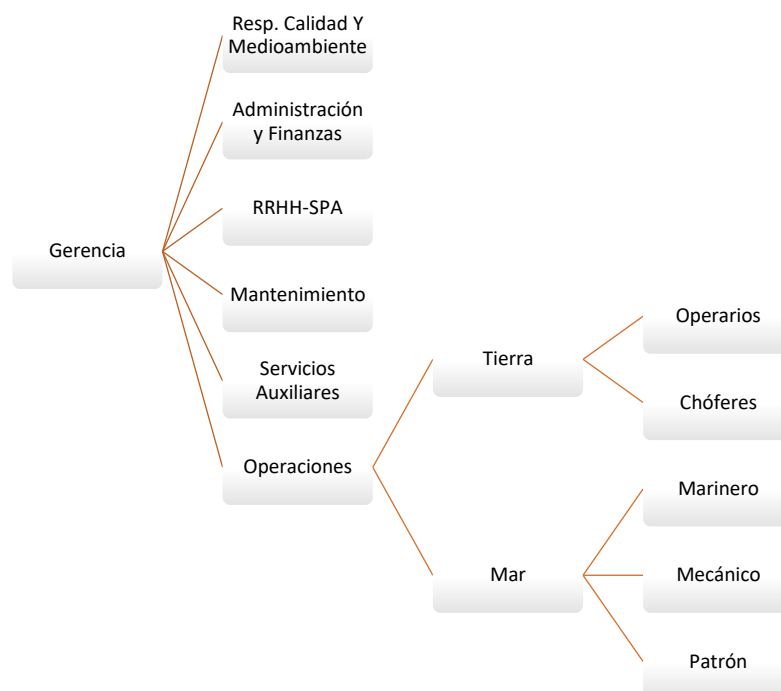 Resp. Calidad Y
Medioambiente
Administración
y Finanzas
RRHH-SPA
Gerencia
Mantenimiento
Servicios
Auxiliares
Operaciones
Tierra
Mar
Operarios
Chóferes
Marinero
Mecánico
Patrón